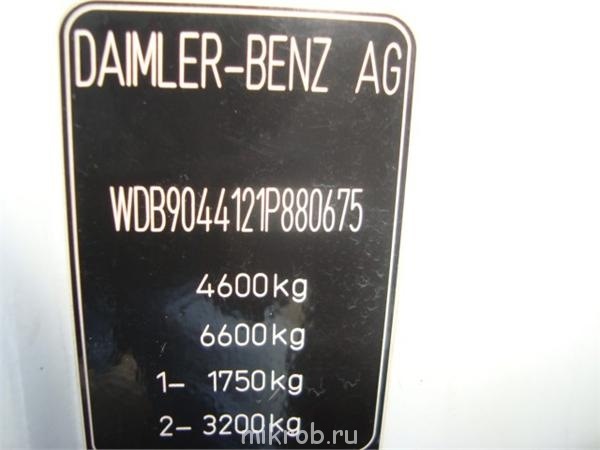 DAIMLER-BENZ AG
WDB9044121P880675
4600kg
6600kg
1- 1750kg
2- 3200kg
mikrob.ru